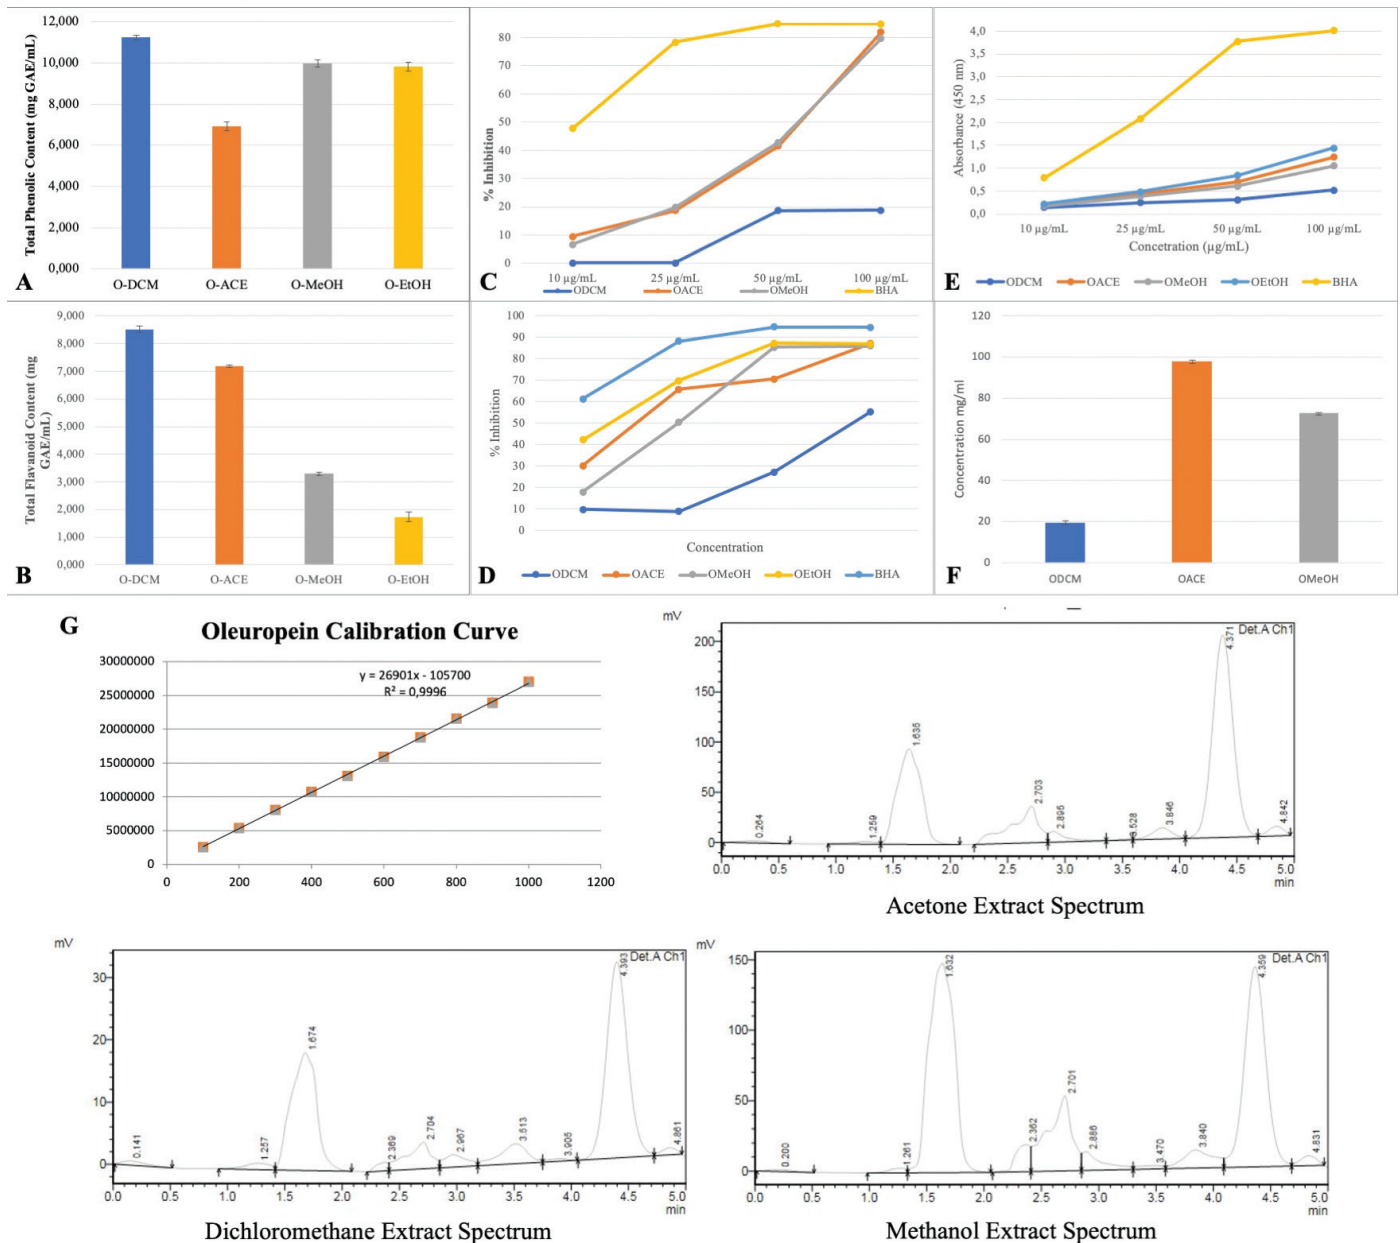 Total Phenolic Content (mg GAE/mL)
12,000
10,000
8,000
6,000
4,000
2,000
0,000
O-DCM O-ACE O-MeOH O-EtOH
A
Total Flavanoid Content (mg
GAE/mL)
9,000
8,000
7,000
6,000
5,000
4,000
3,000
2,000
1,000
0,000
O-DCM O-ACE O-MeOH O-EtOH
B
% Inhibition
80
70
60
50
40
30
20
10
0
10 µg/mL 25 µg/mL 50 µg/mL 100 µg/mL
ODCM OACE OMeOH BHA
C
% Inhibition
100
90
80
70
60
50
40
30
20
10
0
Concentration
ODCM OACE OMeOH OEtOH BHA
D
Absorbance (450 nm)
4,0
3,5
3,0
2,5
2,0
1,5
1,0
0,5
0,0
10 µg/mL 25 µg/mL 50 µg/mL 100 µg/mL
Concetration (µg/mL)
ODCM OACE OMeOH OEtOH BHA
E
Concentration mg/ml
120
100
80
60
40
20
0
ODCM OACE OMeOH
F
G
Oleuropein Calibration Curve
y = 26901x - 105700
R² = 0,9996
30000000
25000000
20000000
15000000
10000000
5000000
0
0 200 400 600 800 1000 1200
mV
Det.A Ch1
200
150
100
50
0
0.264
1.259
1.635
2.703
2.895
3.528
3.846
4.371
4.842
0.0 0.5 1.0 1.5 2.0 2.5 3.0 3.5 4.0 4.5 5.0
min
Acetone Extract Spectrum
mV
Det.A Ch1
30
20
10
0
0.141
1.257
1.674
2.369
2.704
2.967
3.513
3.905
4.393
4.861
0.0 0.5 1.0 1.5 2.0 2.5 3.0 3.5 4.0 4.5 5.0
min
Dichloromethane Extract Spectrum
mV
Det.A Ch1
150
100
50
0
0.200
1.261
1.632
2.362
2.701
2.886
3.470
3.840
4.359
4.831
0.0 0.5 1.0 1.5 2.0 2.5 3.0 3.5 4.0 4.5 5.0
min
Methanol Extract Spectrum